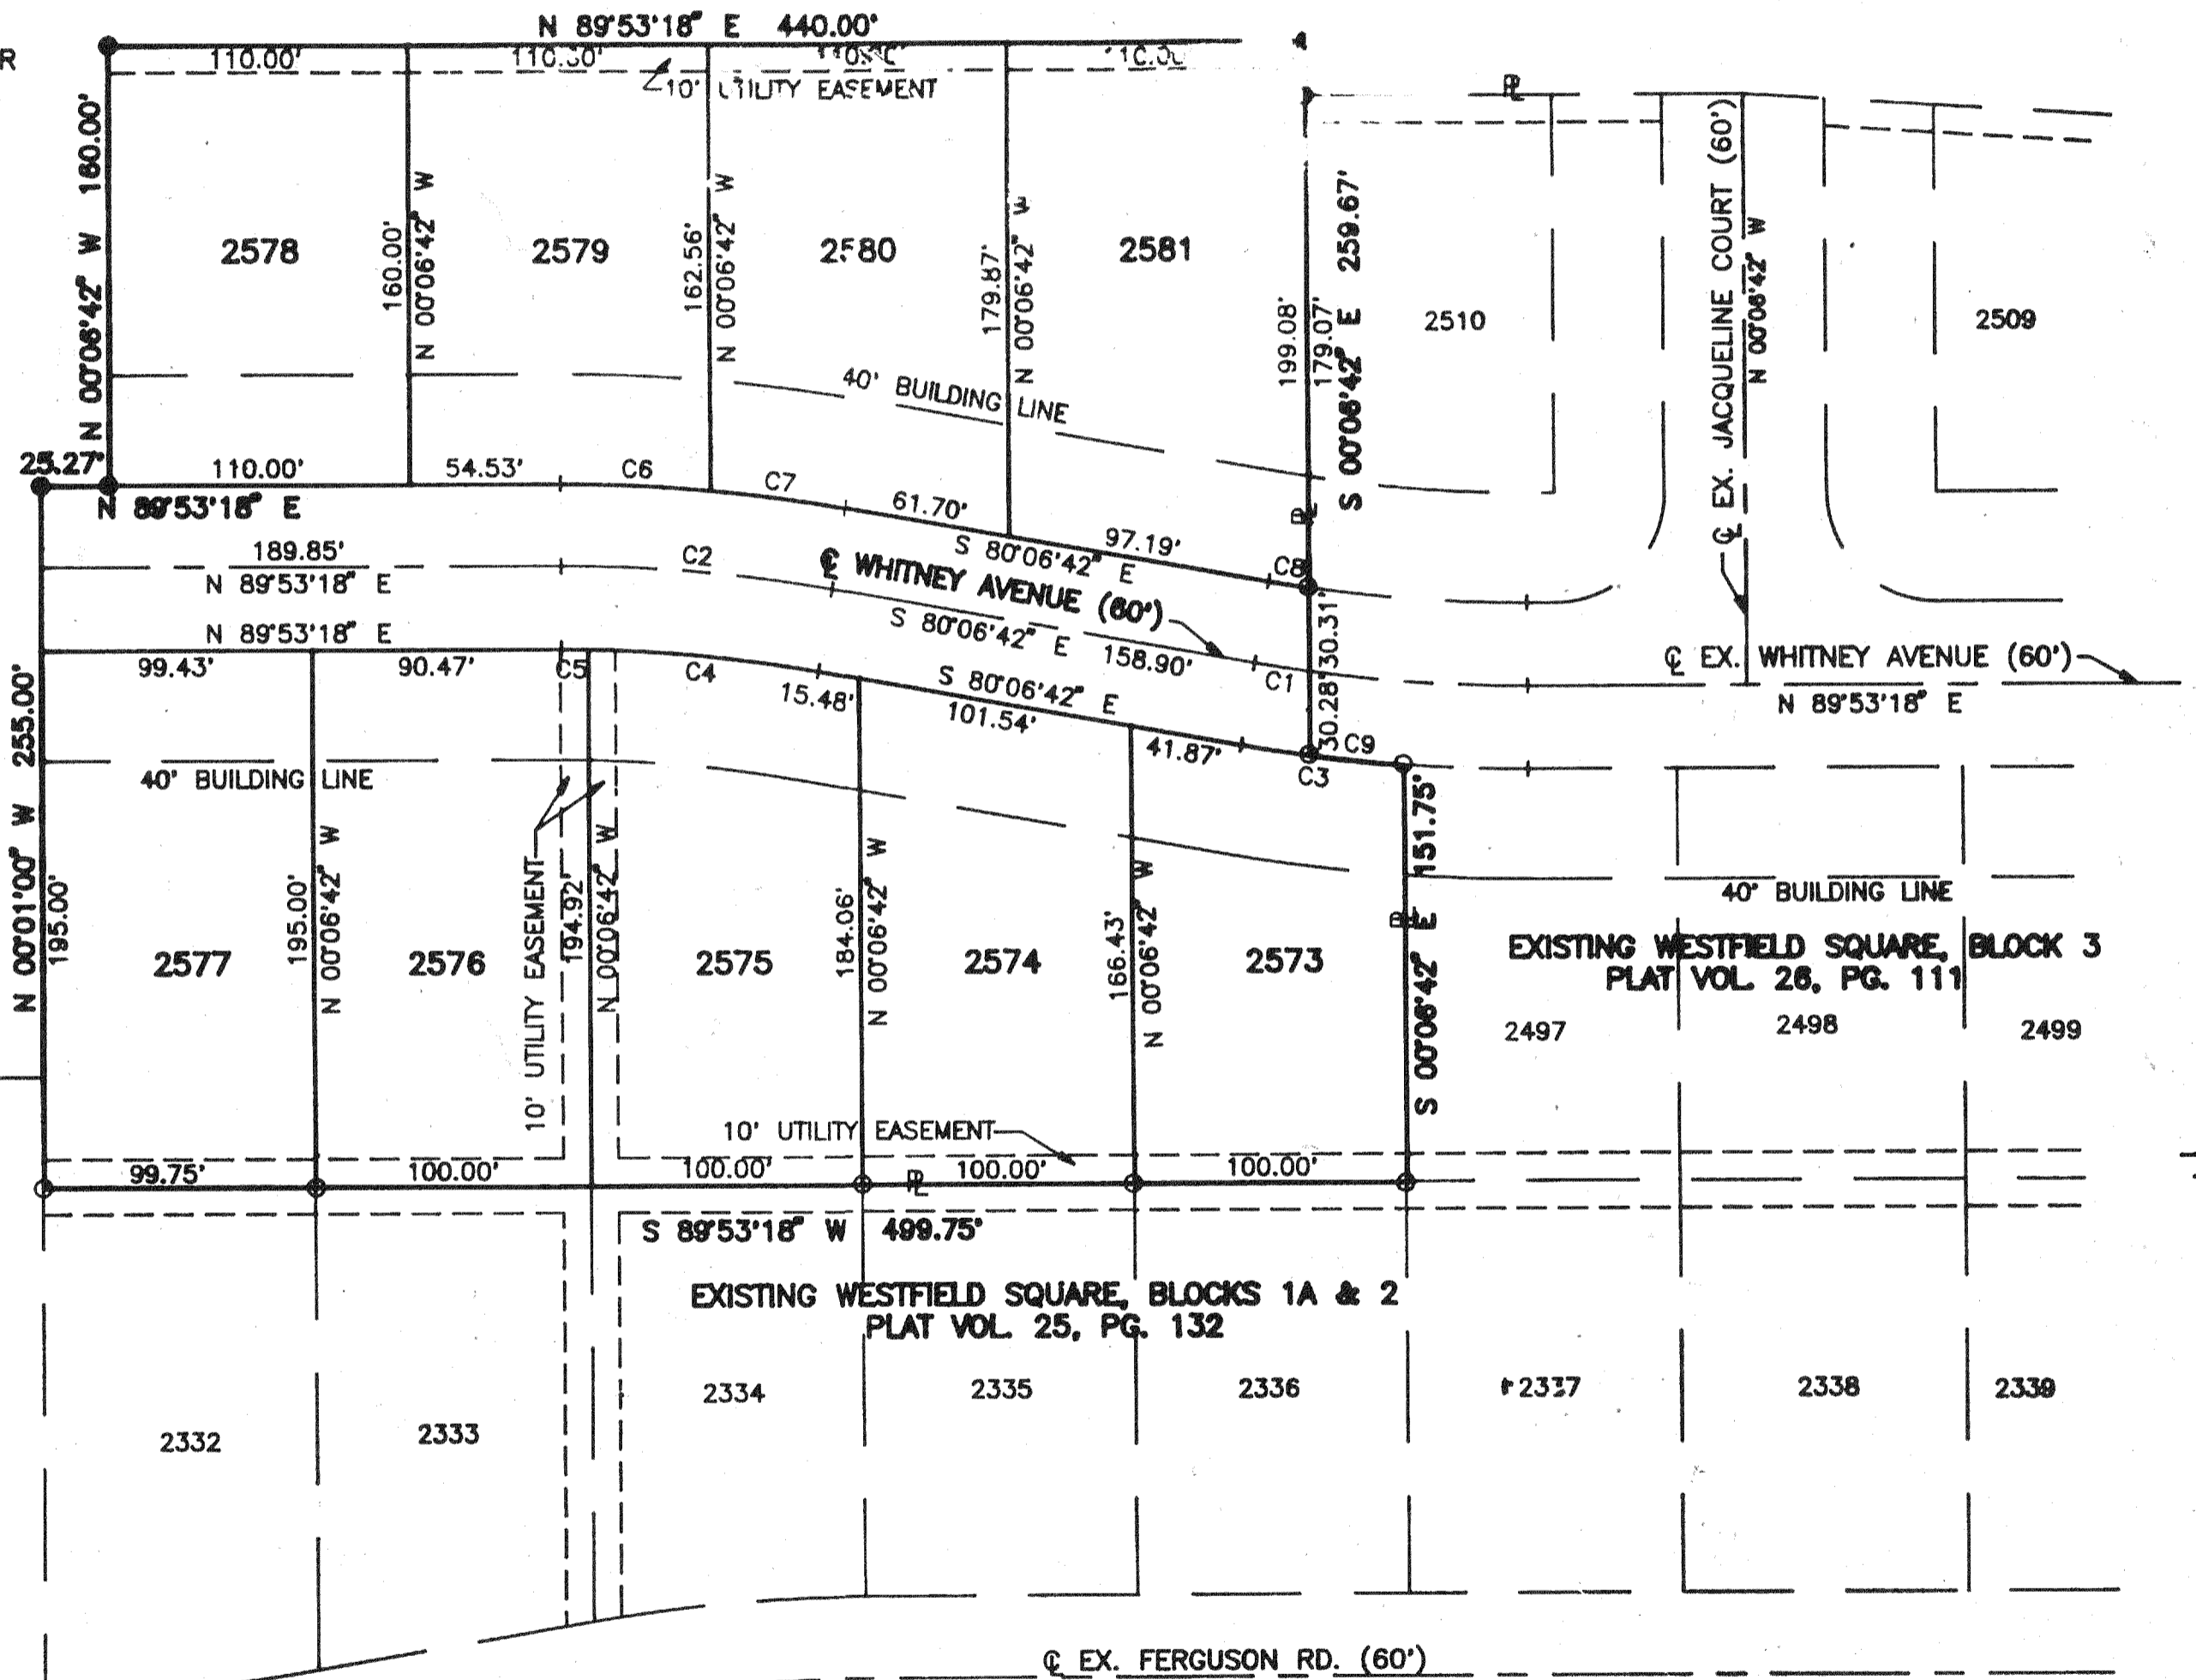 N 89°53'18" E 440.00'
R
110.00'
10' UTILITY EASEMENT
N 00°06'42" W 160.00'
2578
160.00'
N 00°06'42" W
2579
162.56'
N 00°06'42" W
2580
179.87'
N 00°06'42" W
2581
199.08'
179.07'
S 00°06'42" E 259.67'
2510
EX. JACQUELINE COURT (60')
N 00°06'42" W
2509
40' BUILDING LINE
25.27'
N 89°53'18" E
110.00'
54.53'
C6
C7
61.70'
S 80°06'42" E
97.19'
C8
189.85'
N 89°53'18" E
C2
℄ WHITNEY AVENUE (60')
S 80°06'42" E
158.90'
C1
30.31'
30.28'
℄ EX. WHITNEY AVENUE (60')
N 89°53'18" E
N 89°53'18" E
99.43'
90.47'
C5
C4
15.48'
S 80°06'42" E
101.54'
41.87'
C3
C9
N 00°01'00" W 255.00'
195.00'
40' BUILDING LINE
2577
195.00'
N 00°06'42" W
2576
10' UTILITY EASEMENT
194.92'
N 00°06'42" W
2575
184.06'
N 00°06'42" W
2574
166.43'
N 00°06'42" W
2573
S 00°06'42" E 151.75'
40' BUILDING LINE
EXISTING WESTFIELD SQUARE, BLOCK 3
PLAT VOL. 26, PG. 111
2497
2498
2499
10' UTILITY EASEMENT
99.75'
100.00'
100.00'
100.00'
100.00'
S 89°53'18" W 499.75'
EXISTING WESTFIELD SQUARE, BLOCKS 1A & 2
PLAT VOL. 25, PG. 132
2332
2333
2334
2335
2336
2337
2338
2339
℄ EX. FERGUSON RD. (60')